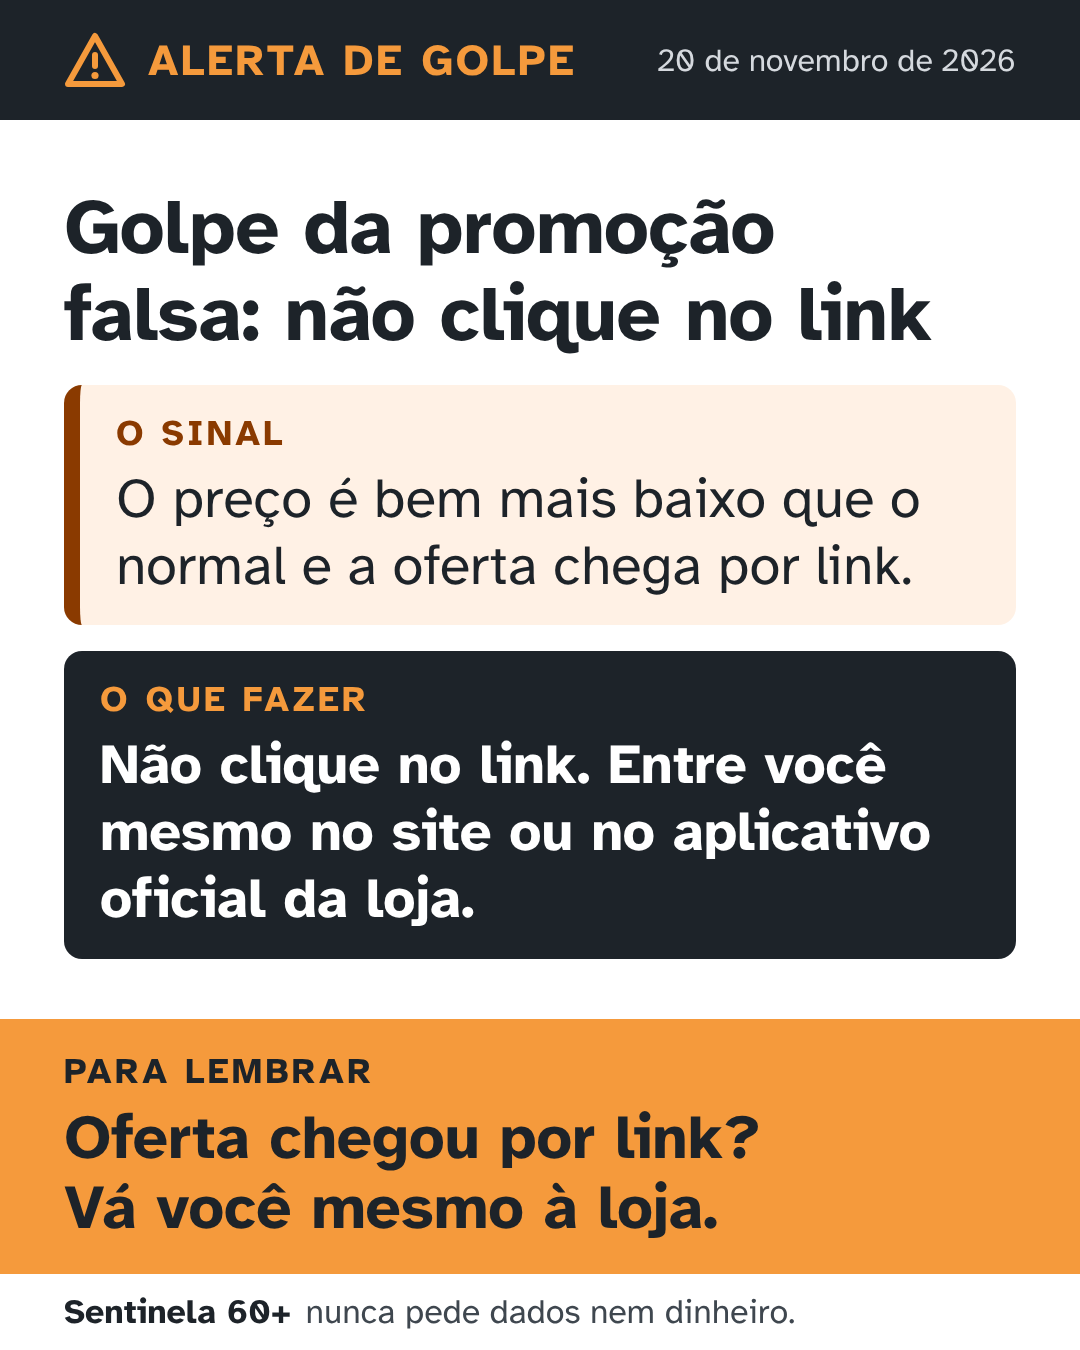 ALERTA DE GOLPE
20 de novembro de 2026
Golpe da promoção
falsa: não clique no link
O SINAL
O preço é bem mais baixo que o
normal e a oferta chega por link.
O QUE FAZER
Não clique no link. Entre você
mesmo no site ou no aplicativo
oficial da loja.
PARA LEMBRAR
Oferta chegou por link?
Vá você mesmo à loja.
Sentinela 60+ nunca pede dados nem dinheiro.